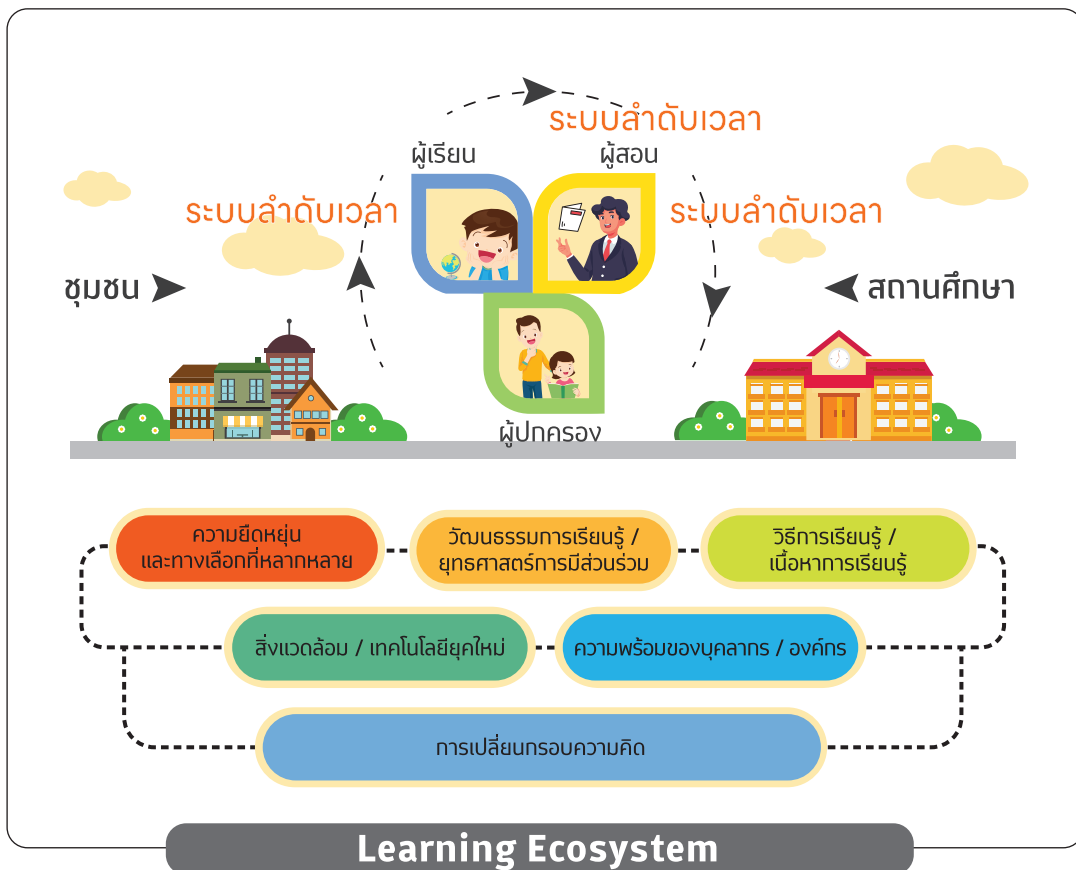 ระบบลำดับเวลา
ผู้เรียน
ผู้สอน
ระบบลำดับเวลา
ระบบลำดับเวลา
ชุมชน
สถานศึกษา
ผู้ปกครอง
ความยืดหยุ่น
และทางเลือกที่หลากหลาย
วัฒนธรรมการเรียนรู้ /
ยุทธศาสตร์การมีส่วนร่วม
วิธีการเรียนรู้ /
เนื้อหาการเรียนรู้
สิ่งแวดล้อม / เทคโนโลยียุคใหม่
ความพร้อมของบุคลากร / องค์กร
การเปลี่ยนกรอบความคิด
Learning Ecosystem